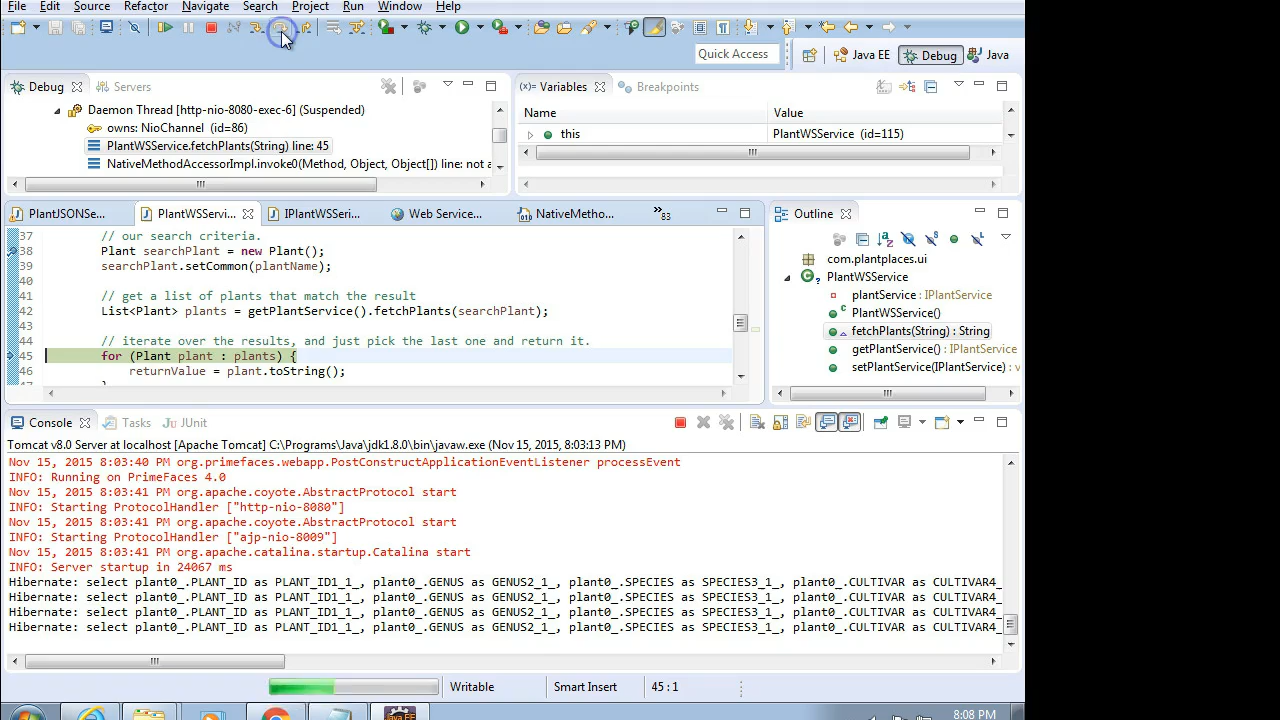 File Edit Source Refactor Navigate Search Project Run Window Help
Quick Access
Java EE
Debug
Java
Debug
Servers
Daemon Thread [http-nio-8080-exec-6] (Suspended)
owns: NioChannel (id=86)
PlantWSService.fetchPlants(String) line: 45
NativeMethodAccessorImpl.invoke0(Method, Object, Object[]) line: not a
(x)= Variables
Breakpoints
Name Value
this PlantWSService (id=115)
PlantJSONSe...
PlantWSServi...
IPlantWSSeri...
Web Service...
NativeMetho...
»83
37 // our search criteria.
38 Plant searchPlant = new Plant();
39 searchPlant.setCommon(plantName);
40
41 // get a list of plants that match the result
42 List<Plant> plants = getPlantService().fetchPlants(searchPlant);
43
44 // iterate over the results, and just pick the last one and return it.
45 for (Plant plant : plants) {
46 returnValue = plant.toString();
47 }
Outline
com.plantplaces.ui
PlantWSService
plantService : IPlantService
PlantWSService()
fetchPlants(String) : String
getPlantService() : IPlantService
setPlantService(IPlantService) : v
Console
Tasks
JUnit
Tomcat v8.0 Server at localhost [Apache Tomcat] C:\Programs\Java\jdk1.8.0\bin\javaw.exe (Nov 15, 2015, 8:03:13 PM)
Nov 15, 2015 8:03:40 PM org.primefaces.webapp.PostConstructApplicationEventListener processEvent
INFO: Running on PrimeFaces 4.0
Nov 15, 2015 8:03:41 PM org.apache.coyote.AbstractProtocol start
INFO: Starting ProtocolHandler ["http-nio-8080"]
Nov 15, 2015 8:03:41 PM org.apache.coyote.AbstractProtocol start
INFO: Starting ProtocolHandler ["ajp-nio-8009"]
Nov 15, 2015 8:03:41 PM org.apache.catalina.startup.Catalina start
INFO: Server startup in 24067 ms
Hibernate: select plant0_.PLANT_ID as PLANT_ID1_1_, plant0_.GENUS as GENUS2_1_, plant0_.SPECIES as SPECIES3_1_, plant0_.CULTIVAR as CULTIVAR4_
Hibernate: select plant0_.PLANT_ID as PLANT_ID1_1_, plant0_.GENUS as GENUS2_1_, plant0_.SPECIES as SPECIES3_1_, plant0_.CULTIVAR as CULTIVAR4_
Hibernate: select plant0_.PLANT_ID as PLANT_ID1_1_, plant0_.GENUS as GENUS2_1_, plant0_.SPECIES as SPECIES3_1_, plant0_.CULTIVAR as CULTIVAR4_
Hibernate: select plant0_.PLANT_ID as PLANT_ID1_1_, plant0_.GENUS as GENUS2_1_, plant0_.SPECIES as SPECIES3_1_, plant0_.CULTIVAR as CULTIVAR4_
Writable Smart Insert 45 : 1
8:08 PM